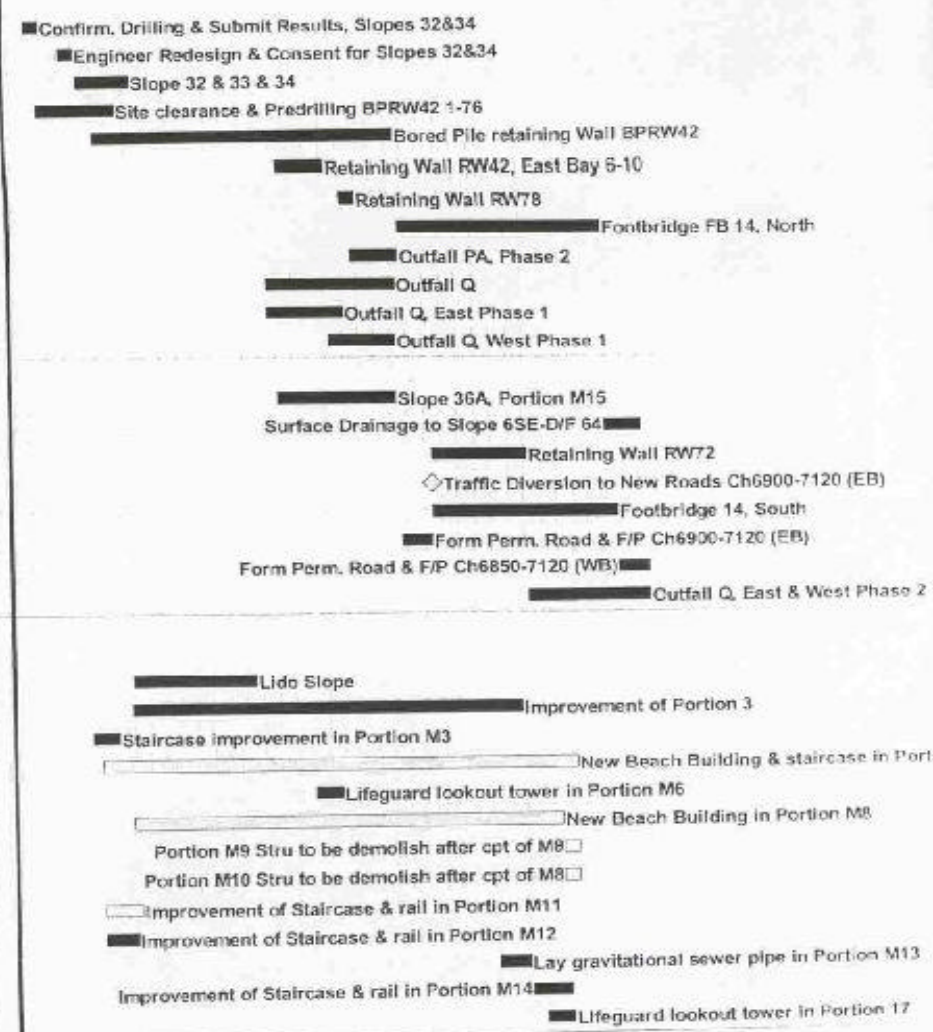 Confirm. Drilling & Submit Results, Slopes 32&34
Engineer Redesign & Consent for Slopes 32&34
Slope 32 & 33 & 34
Site clearance & Predrilling BPRW42 1-76
Bored Pile retaining Wall BPRW42
Retaining Wall RW42, East Bay 6-10
Retaining Wall RW78
Footbridge FB 14, North
Outfall PA, Phase 2
Outfall Q
Outfall Q, East Phase 1
Outfall Q, West Phase 1
Slope 36A, Portion M15
Surface Drainage to Slope 6SE-D/F 64
Retaining Wall RW72
Traffic Diversion to New Roads Ch6900-7120 (EB)
Footbridge 14, South
Form Perm. Road & F/P Ch6900-7120 (EB)
Form Perm. Road & F/P Ch6850-7120 (WB)
Outfall Q, East & West Phase 2
Lido Slope
Improvement of Portion 3
Staircase improvement in Portion M3
New Beach Building & staircase in Port
Lifeguard lookout tower in Portion M6
New Beach Building in Portion M8
Portion M9 Stru to be demolish after cpt of M8
Portion M10 Stru to be demolish after cpt of M8
Improvement of Staircase & rail in Portion M11
Improvement of Staircase & rail in Portion M12
Lay gravitational sewer pipe in Portion M13
Improvement of Staircase & rail in Portion M14
Lifeguard lookout tower in Portion 17